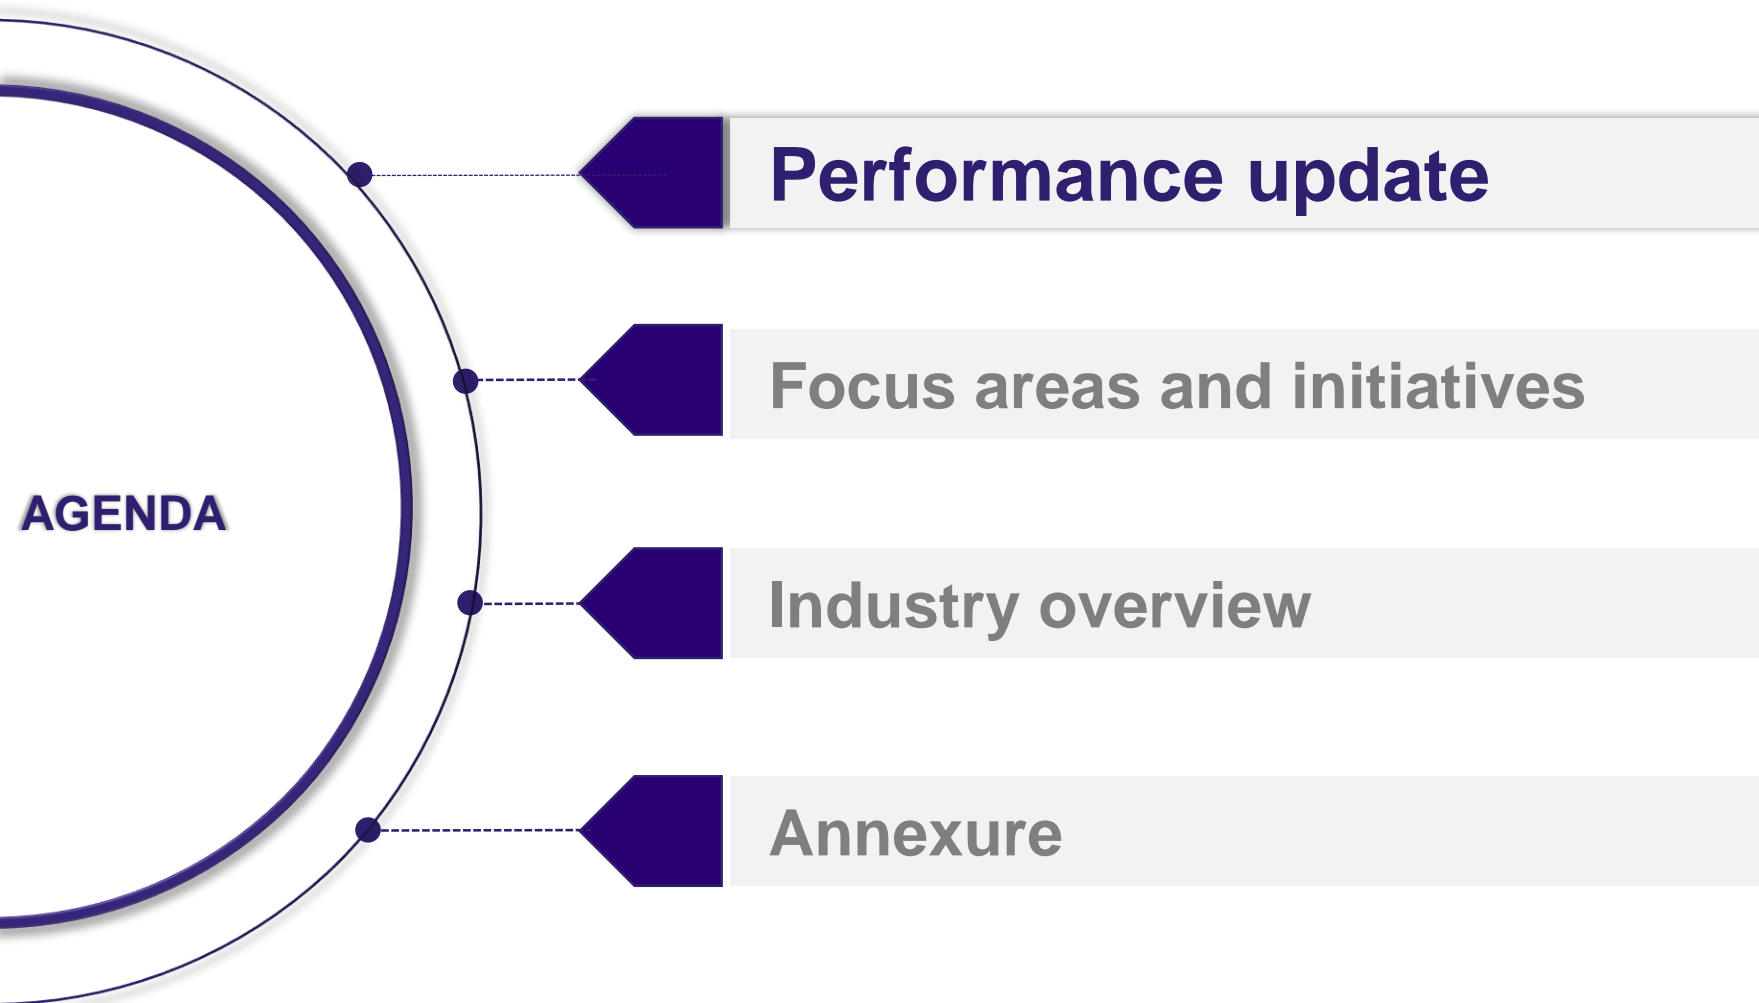 AGENDA
Performance update
Focus areas and initiatives
Industry overview
Annexure